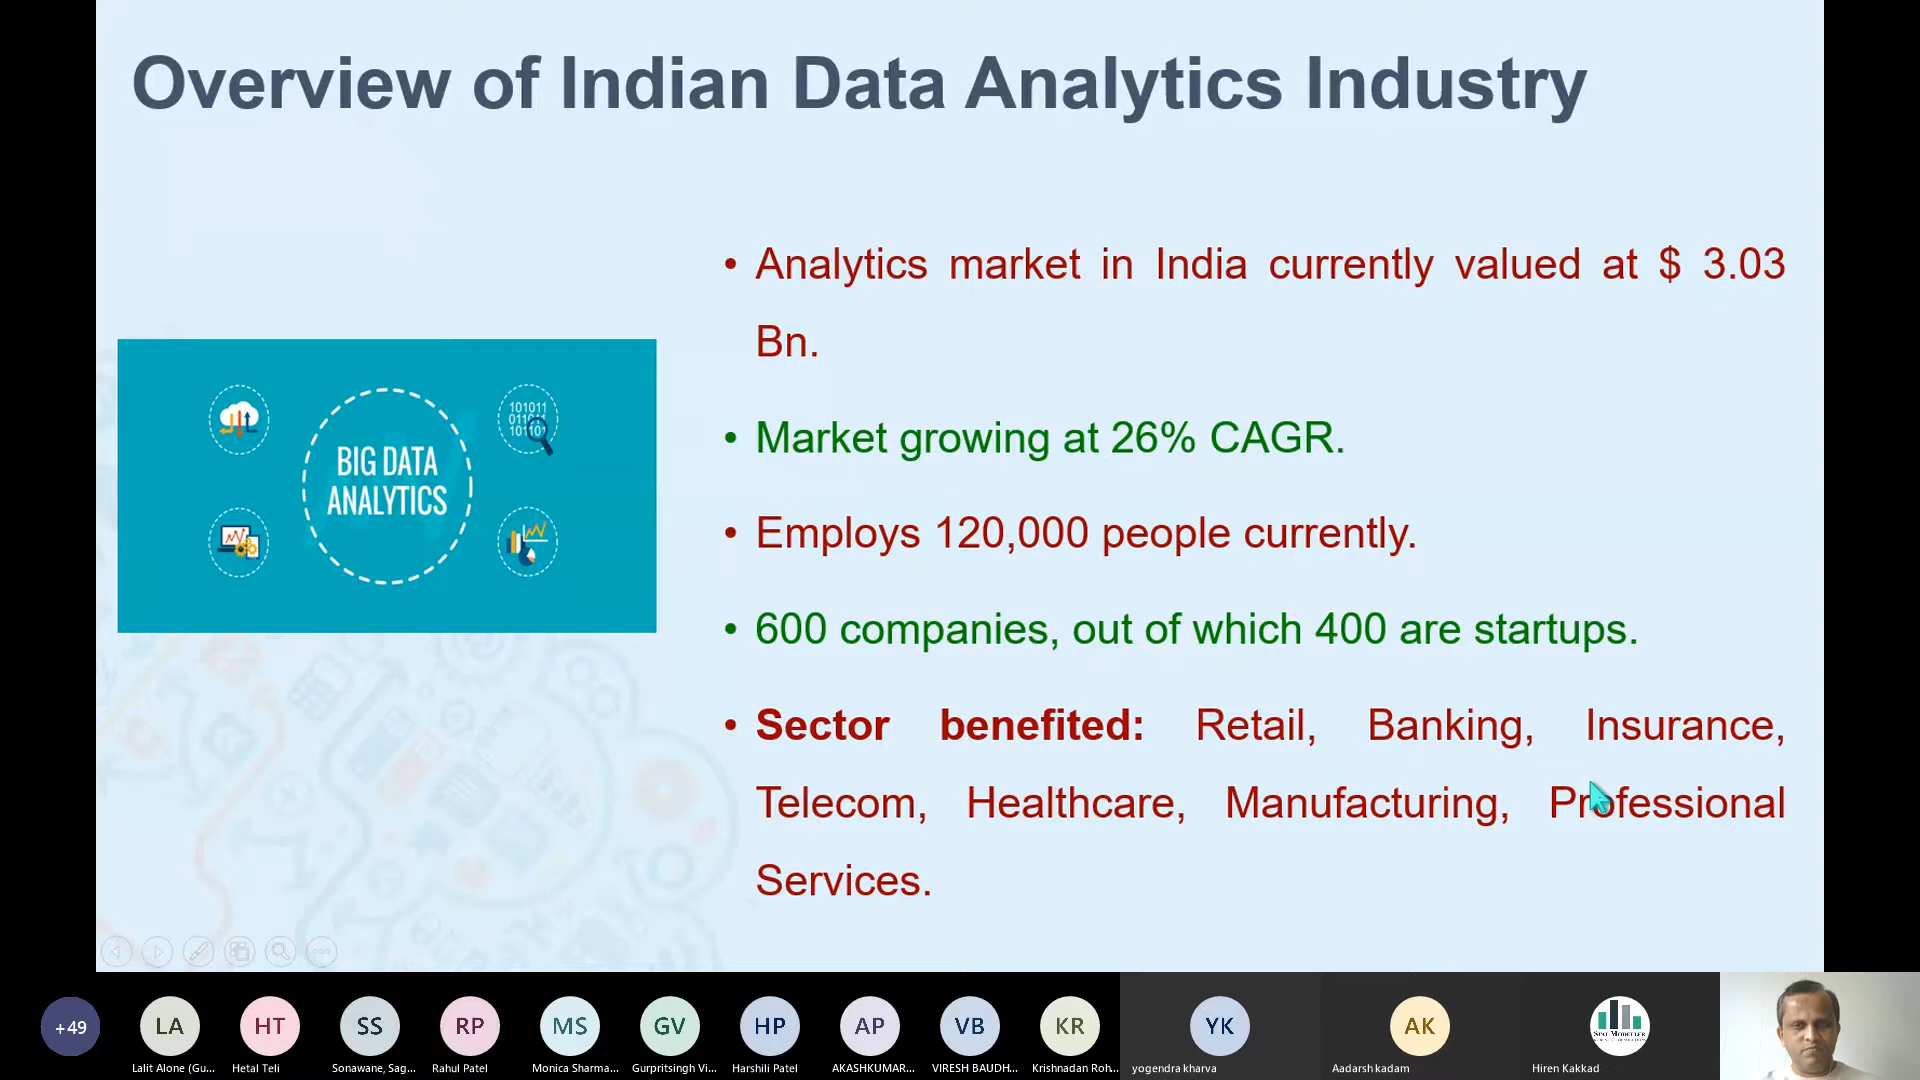 Overview of Indian Data Analytics Industry
• Analytics market in India currently valued at $ 3.03
Bn.
• Market growing at 26% CAGR.
• Employs 120,000 people currently.
• 600 companies, out of which 400 are startups.
• Sector benefited: Retail, Banking, Insurance,
Telecom, Healthcare, Manufacturing, Professional
Services.
BIG DATA
ANALYTICS
101011
011011
101101
+49
LA
HT
SS
RP
MS
GV
HP
AP
VB
KR
YK
AK
STAT MODELLER
Lalit Alone (Gu...
Hetal Teli
Sonawane, Sag...
Rahul Patel
Monica Sharma...
Gurpritsingh Vi...
Harshili Patel
AKASHKUMAR...
VIRESH BAUDH...
Krishnadan Roh...
yogendra kharva
Aadarsh kadam
Hiren Kakkad